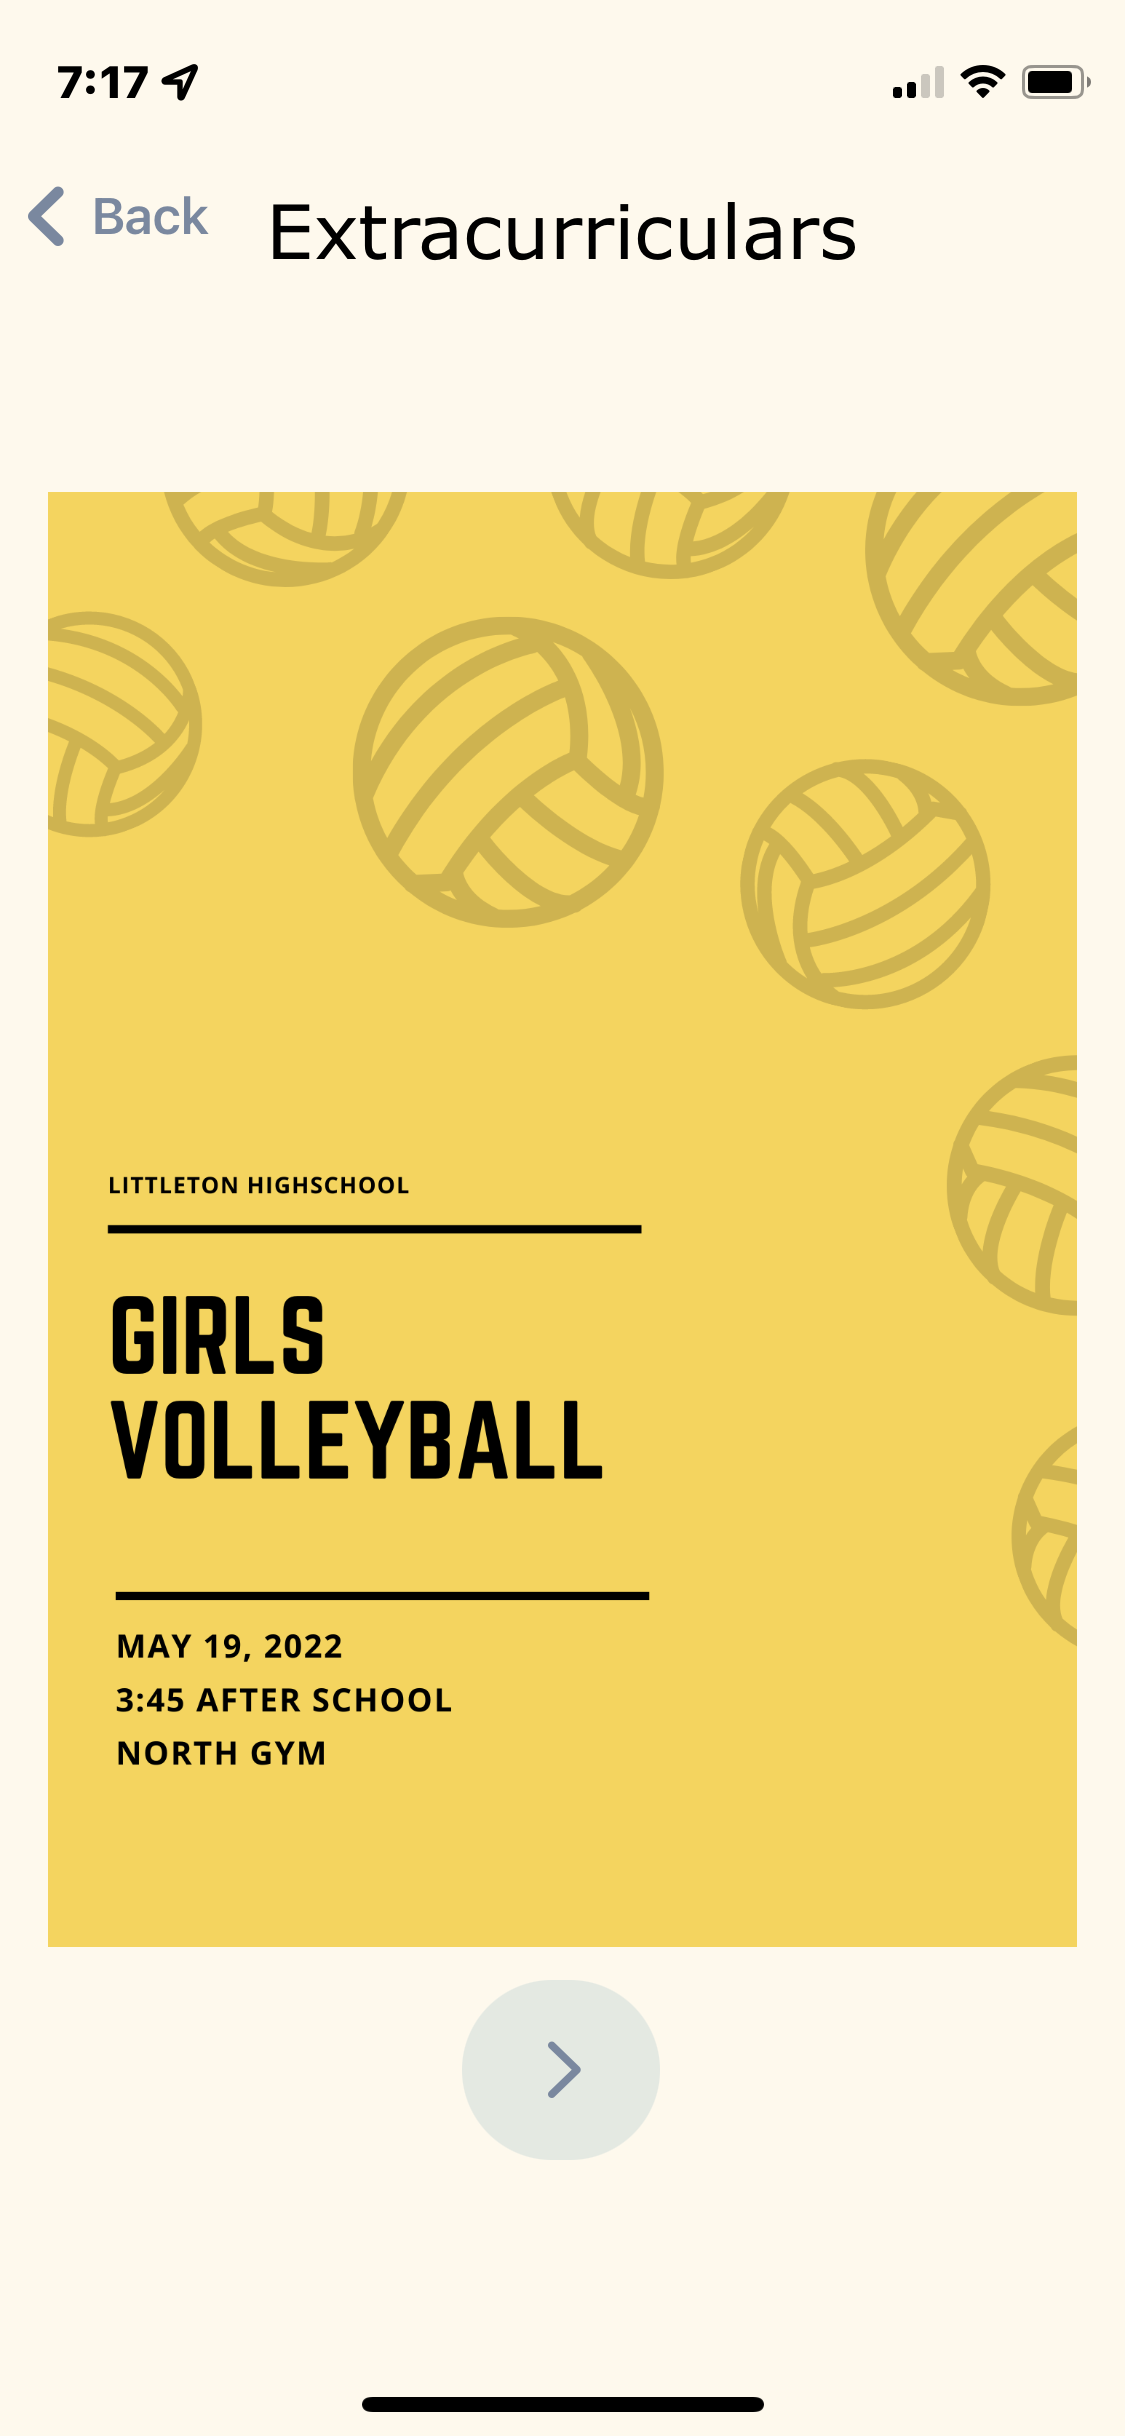 7:17
Back
Extracurriculars
LITTLETON HIGHSCHOOL
GIRLS
VOLLEYBALL
MAY 19, 2022
3:45 AFTER SCHOOL
NORTH GYM